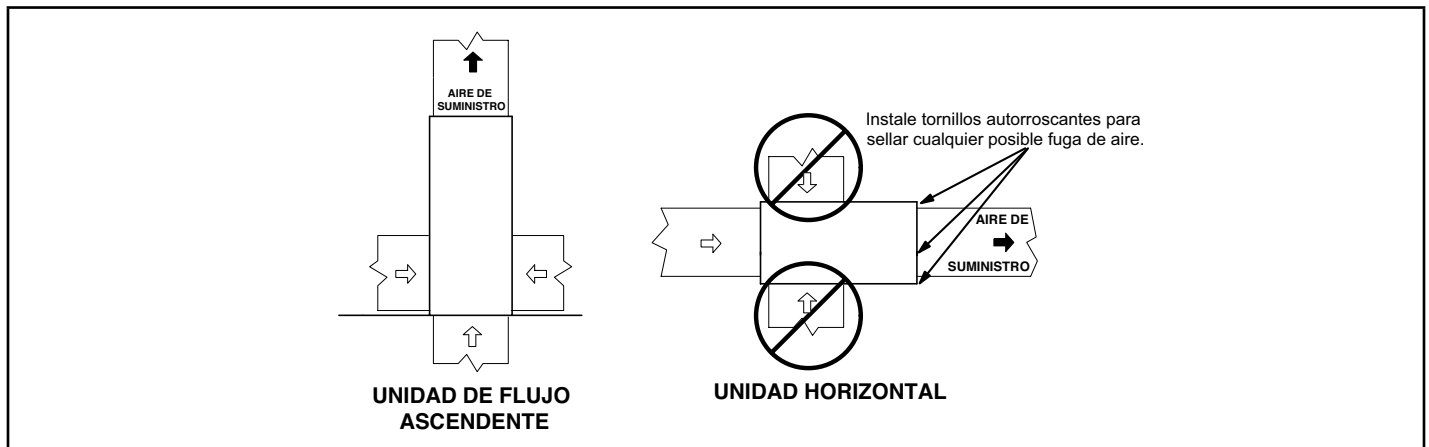 AIRE DE
SUMINISTRO
UNIDAD DE FLUJO
ASCENDENTE
Instale tornillos autorroscantes para
sellar cualquier posible fuga de aire.
AIRE DE
SUMINISTRO
UNIDAD HORIZONTAL